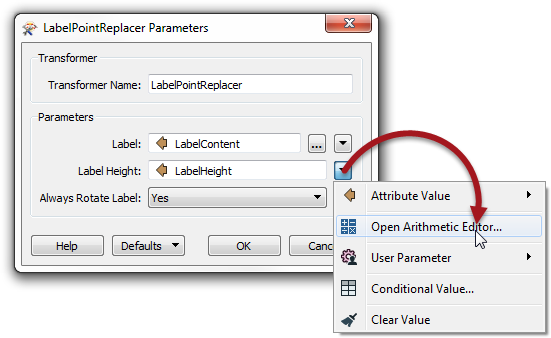 LabelPointReplacer Parameters
Transformer
Transformer Name: LabelPointReplacer
Parameters
Label: LabelContent ...
Label Height: LabelHeight
Always Rotate Label: Yes
Help Defaults OK Canc
Attribute Value
Open Arithmetic Editor...
User Parameter
Conditional Value...
Clear Value